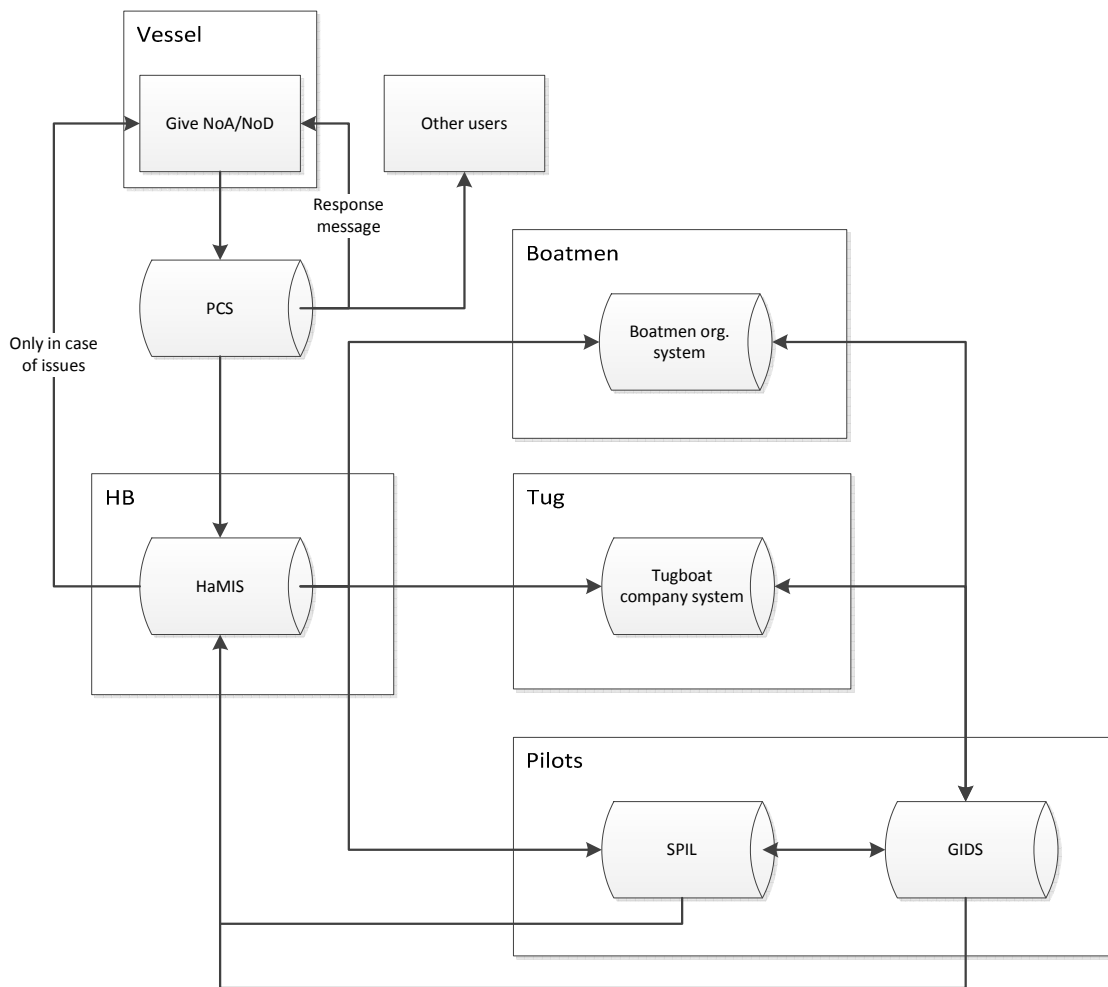 Vessel
Give NoA/NoD
Other users
Response
message
PCS
Only in case
of issues
Boatmen
Boatmen org.
system
HB
HaMIS
Tug
Tugboat
company system
Pilots
SPIL
GIDS